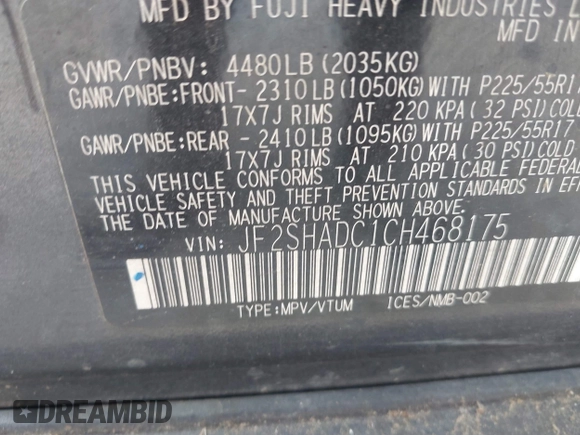 MFD BY FUJI HEAVY INDUSTRIES
MFD IN
GVWR/PNBV: 4480LB (2035KG)
GAWR/PNBE:FRONT- 2310LB (1050KG) WITH P225/55R17
17X7J RIMS AT 220 KPA (32 PSI) COLD
GAWR/PNBE:REAR - 2410LB (1095KG) WITH P225/55R17
17X7J RIMS AT 210 KPA (30 PSI) COLD
THIS VEHICLE CONFORMS TO ALL APPLICABLE FEDERAL
VEHICLE SAFETY AND THEFT PREVENTION STANDARDS IN EFF
THE DATE OF MANUFACTURE SHOWN ABOVE.
VIN: JF2SHADC1CH468175
TYPE:MPV/VTUM ICES/NMB-002
DREAMBID